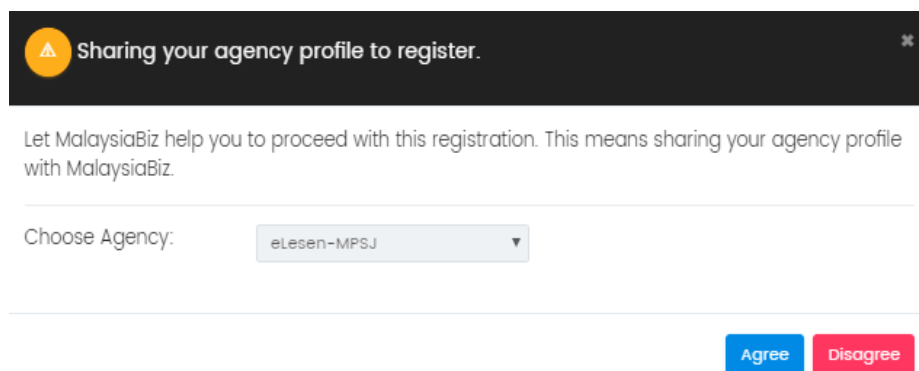 Sharing your agency profile to register.
Let MalaysiaBiz help you to proceed with this registration. This means sharing your agency profile
with MalaysiaBiz.
Choose Agency:
eLesen-MPSJ
Agree
Disagree